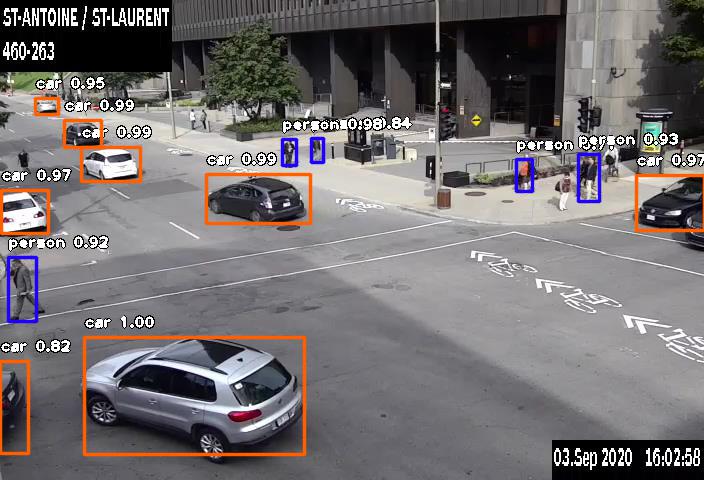 ST-ANTOINE / ST-LAURENT
460-263
car 0.95
car 0.99
car 0.99
person 0.98
.84
car 0.99
person 0.
person 0.93
car 0.97
car 0.97
person 0.92
car 1.00
car 0.82
03.Sep 2020 16:02:58